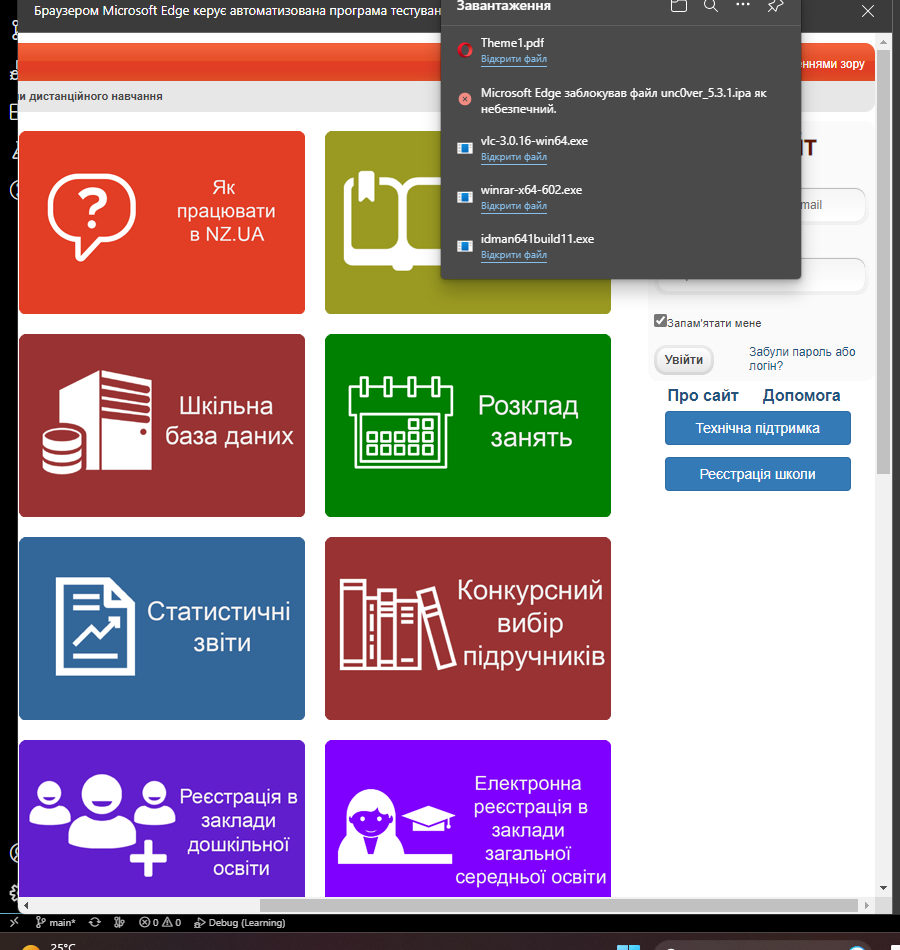 Браузером Microsoft Edge керує автоматизована програма тестуван
Завантаження
Theme1.pdf
Відкрити файл
Microsoft Edge заблокував файл unc0ver_5.3.1.ipa як
небезпечний.
vlc-3.0.16-win64.exe
Відкрити файл
winrar-x64-602.exe
Відкрити файл
idman641build11.exe
Відкрити файл
ннями зору
и дистанційного навчання
Як
працювати
в NZ.UA
mail
Запам'ятати мене
Увійти
Забули пароль або
логін?
Про сайт Допомога
Технічна підтримка
Реєстрація школи
Шкільна
база даних
Розклад
занять
Статистичні
звіти
Конкурсний
вибір
підручників
Реєстрація в
заклади
дошкільної
освіти
Електронна
реєстрація в
заклади
загальної
середньої освіти
main* 0 0 Debug (Learning)
25°C